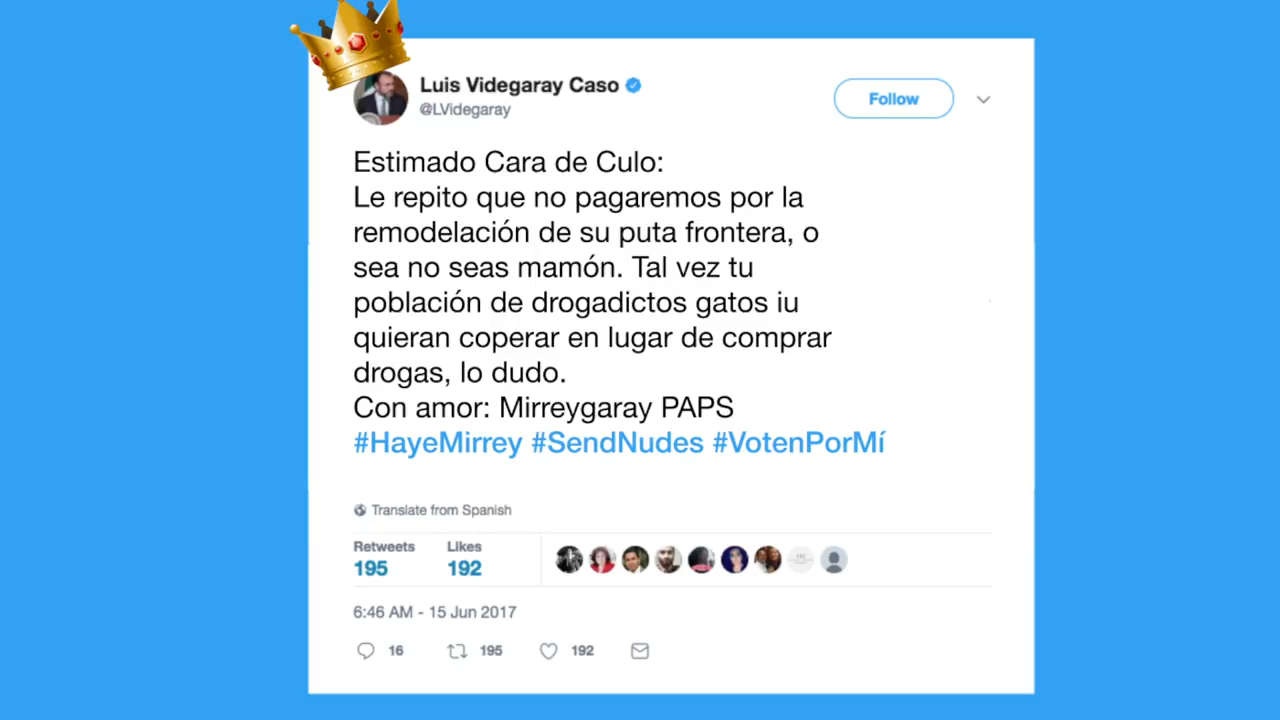 Luis Videgaray Caso
@LVidegaray
Follow
Estimado Cara de Culo:
Le repito que no pagaremos por la
remodelación de su puta frontera, o
sea no seas mamón. Tal vez tu
población de drogadictos gatos iu
quieran coperar en lugar de comprar
drogas, lo dudo.
Con amor: Mirreygaray PAPS
#HayeMirrey #SendNudes #VotenPorMí
Translate from Spanish
Retweets Likes
195 192
6:46 AM - 15 Jun 2017
16 195 192